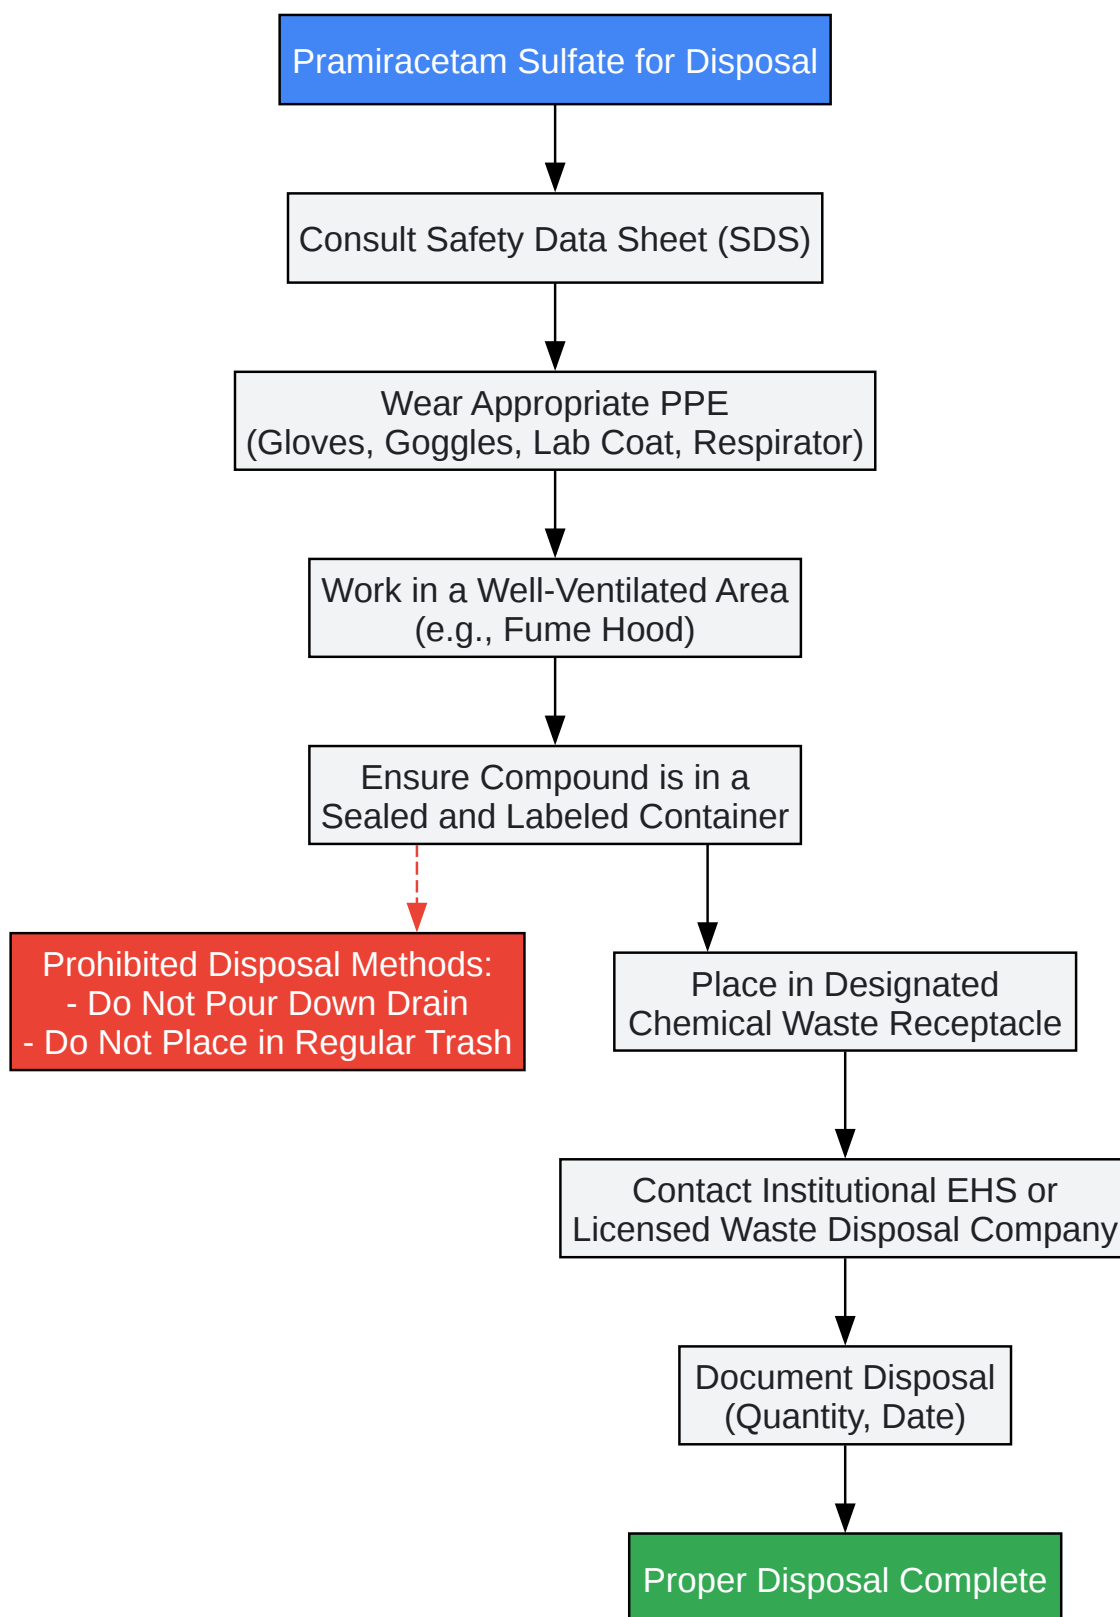 Pramiracetam Sulfate for Disposal
Consult Safety Data Sheet (SDS)
Wear Appropriate PPE
(Gloves, Goggles, Lab Coat, Respirator)
Work in a Well-Ventilated Area
(e.g., Fume Hood)
Ensure Compound is in a
Sealed and Labeled Container
Prohibited Disposal Methods:
- Do Not Pour Down Drain
- Do Not Place in Regular Trash
Place in Designated
Chemical Waste Receptacle
Contact Institutional EHS or
Licensed Waste Disposal Company
Document Disposal
(Quantity, Date)
Proper Disposal Complete